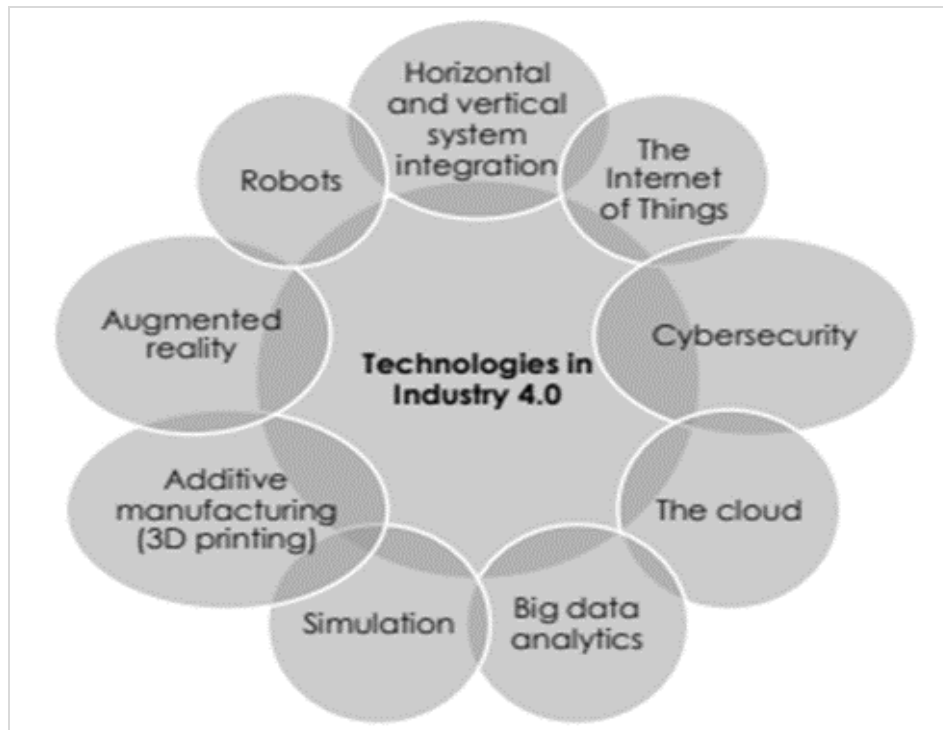 Horizontal
and vertical
system
integration
The
Internet
of Things
Cybersecurity
The cloud
Big data
analytics
Simulation
Additive
manufacturing
(3D printing)
Augmented
reality
Robots
Technologies in
Industry 4.0